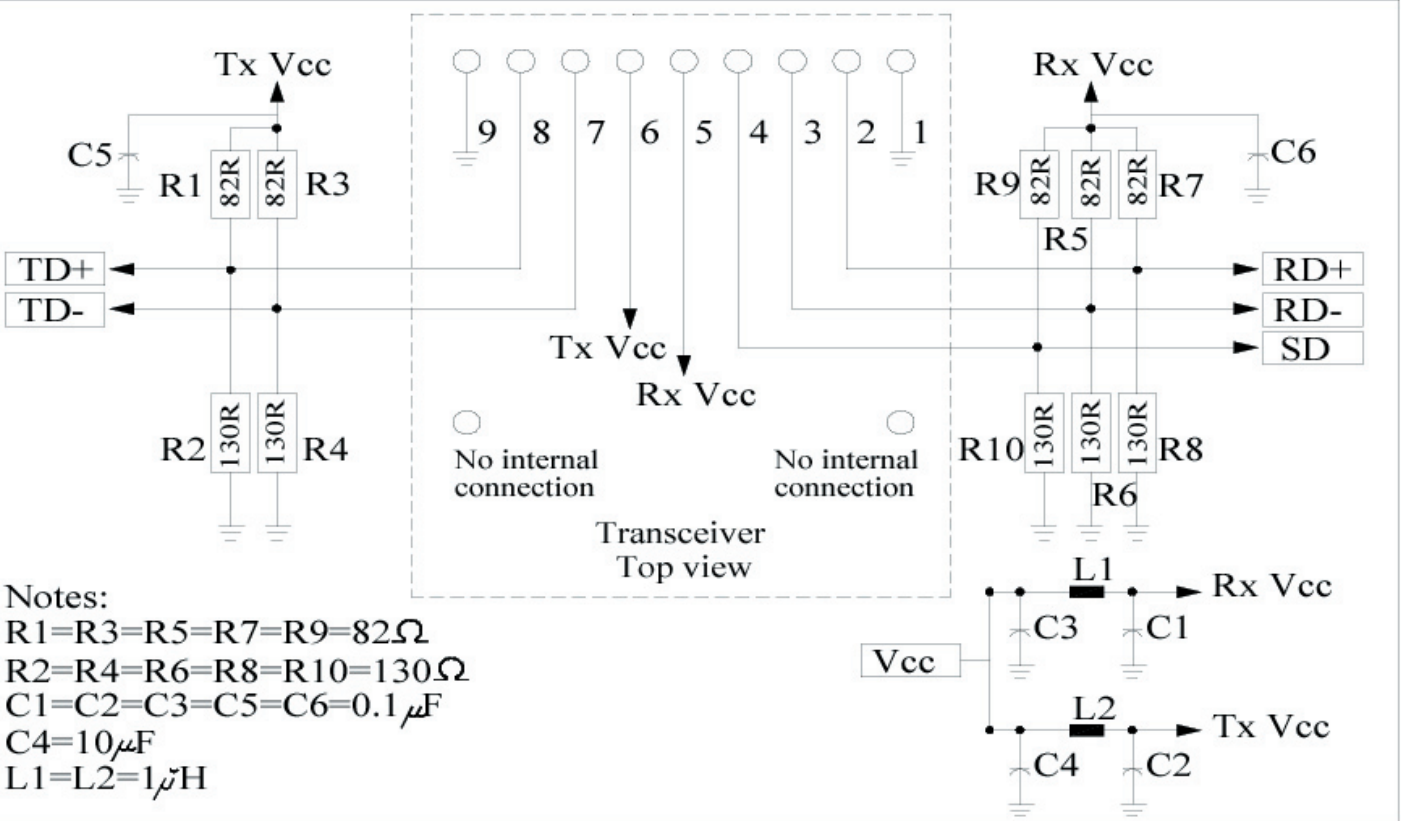 Tx Vcc
Rx Vcc
9 8 7 6 5 4 3 2 1
C5
R1
82R
82R
R3
R9
82R
82R
82R
R7
C6
R5
TD+
RD+
TD-
RD-
SD
Tx Vcc
Rx Vcc
R2
130R
130R
R4
R10
130R
130R
130R
R8
R6
No internal
connection
No internal
connection
Transceiver
Top view
L1
Rx Vcc
C3
C1
Vcc
L2
Tx Vcc
C4
C2
Notes:
R1=R3=R5=R7=R9=82Ω
R2=R4=R6=R8=R10=130Ω
C1=C2=C3=C5=C6=0.1μF
C4=10μF
L1=L2=1μH